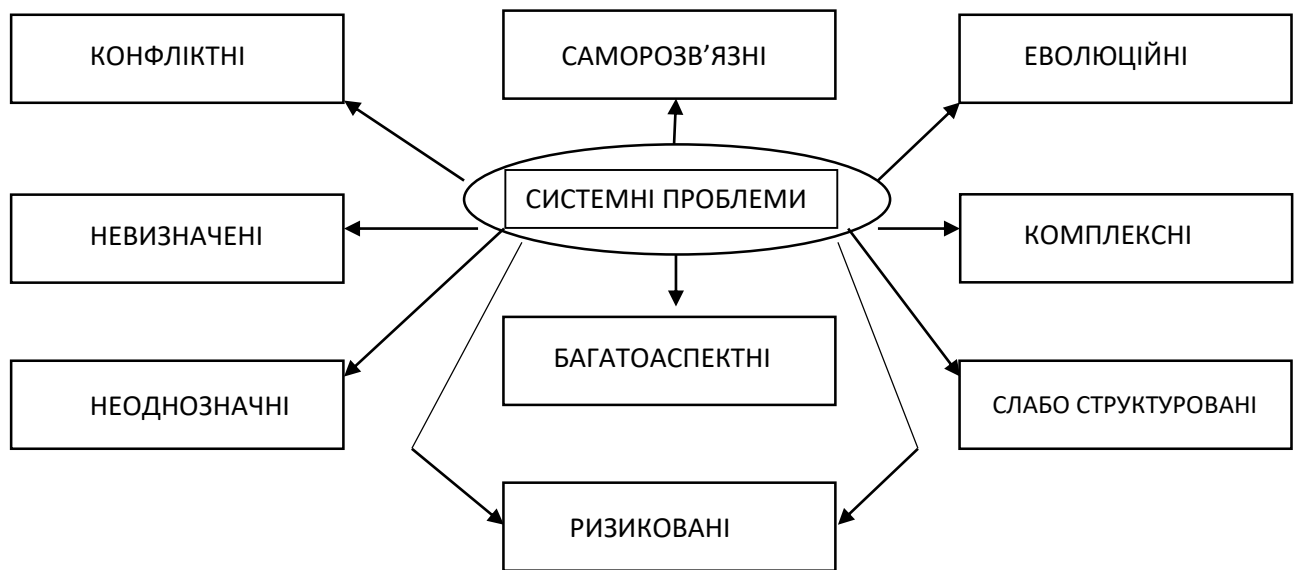 КОНФЛІКТНІ
САМОРОЗВ'ЯЗНІ
ЕВОЛЮЦІЙНІ
СИСТЕМНІ ПРОБЛЕМИ
НЕВИЗНАЧЕНІ
КОМПЛЕКСНІ
БАГАТОАСПЕКТНІ
НЕОДНОЗНАЧНІ
СЛАБО СТРУКТУРОВАНІ
РИЗИКОВАНІ